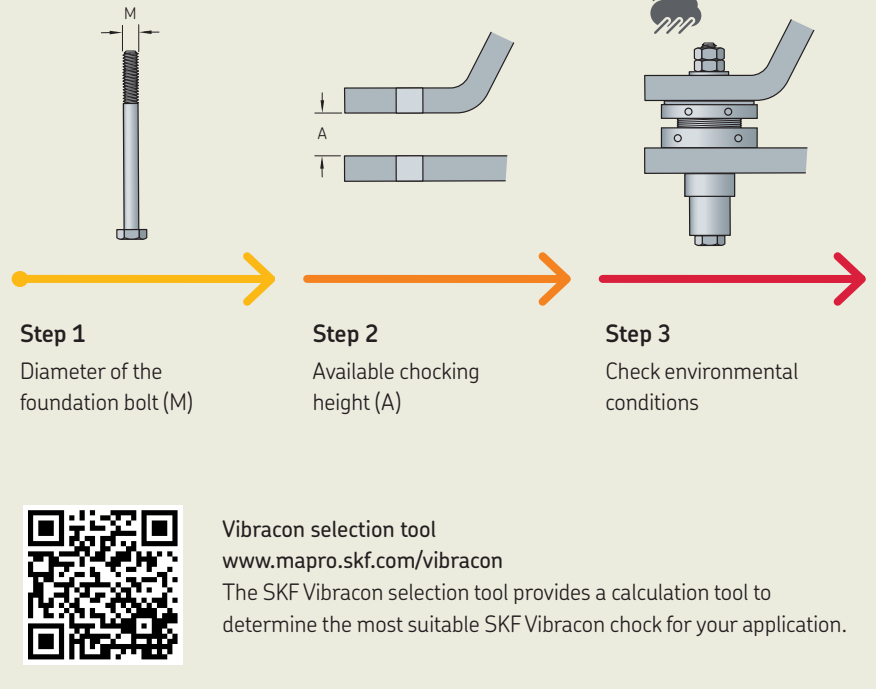 M
A
Step 1
Diameter of the
foundation bolt (M)
Step 2
Available chocking
height (A)
Step 3
Check environmental
conditions
Vibracon selection tool
www.mapro.skf.com/vibracon
The SKF Vibracon selection tool provides a calculation tool to
determine the most suitable SKF Vibracon chock for your application.